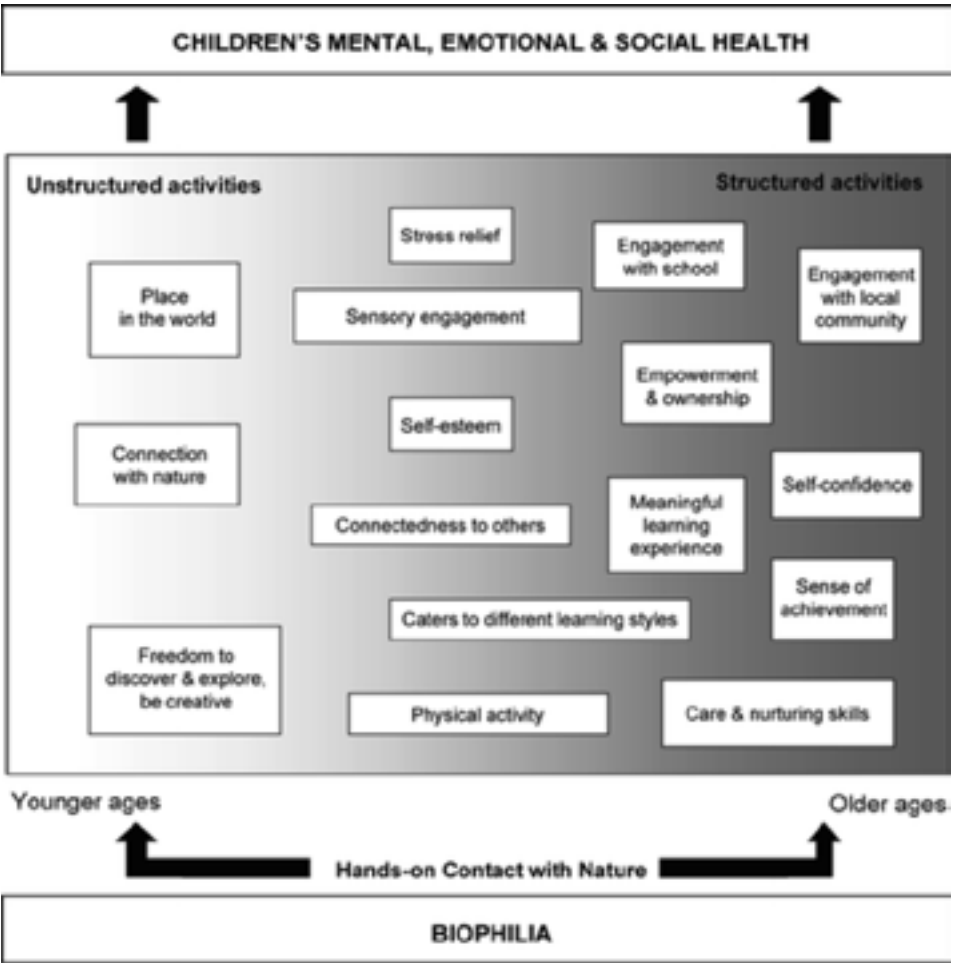 CHILDREN'S MENTAL, EMOTIONAL & SOCIAL HEALTH
Unstructured activities
Structured activities
Stress relief
Engagement
with school
Place
in the world
Sensory engagement
Engagement
with local
community
Empowerment
& ownership
Self-esteem
Connection
with nature
Self-confidence
Connectedness to others
Meaningful
learning
experience
Sense of
achievement
Caters to different learning styles
Freedom to
discover & explore,
be creative
Physical activity
Care & nurturing skills
Younger ages
Older ages
Hands-on Contact with Nature
BIOPHILIA